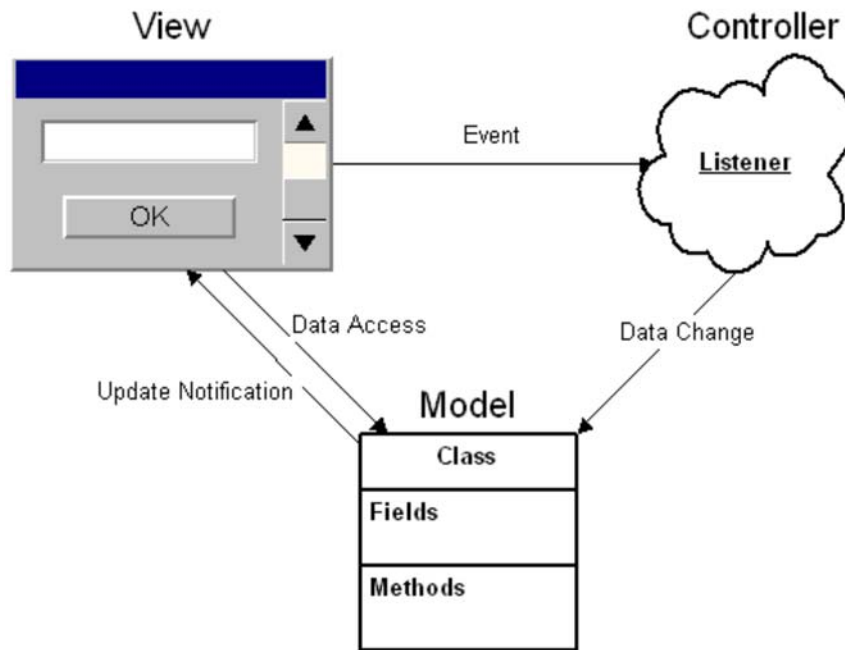 View
Controller
Event
Listener
OK
Data Access
Data Change
Update Notification
Model
Class
Fields
Methods